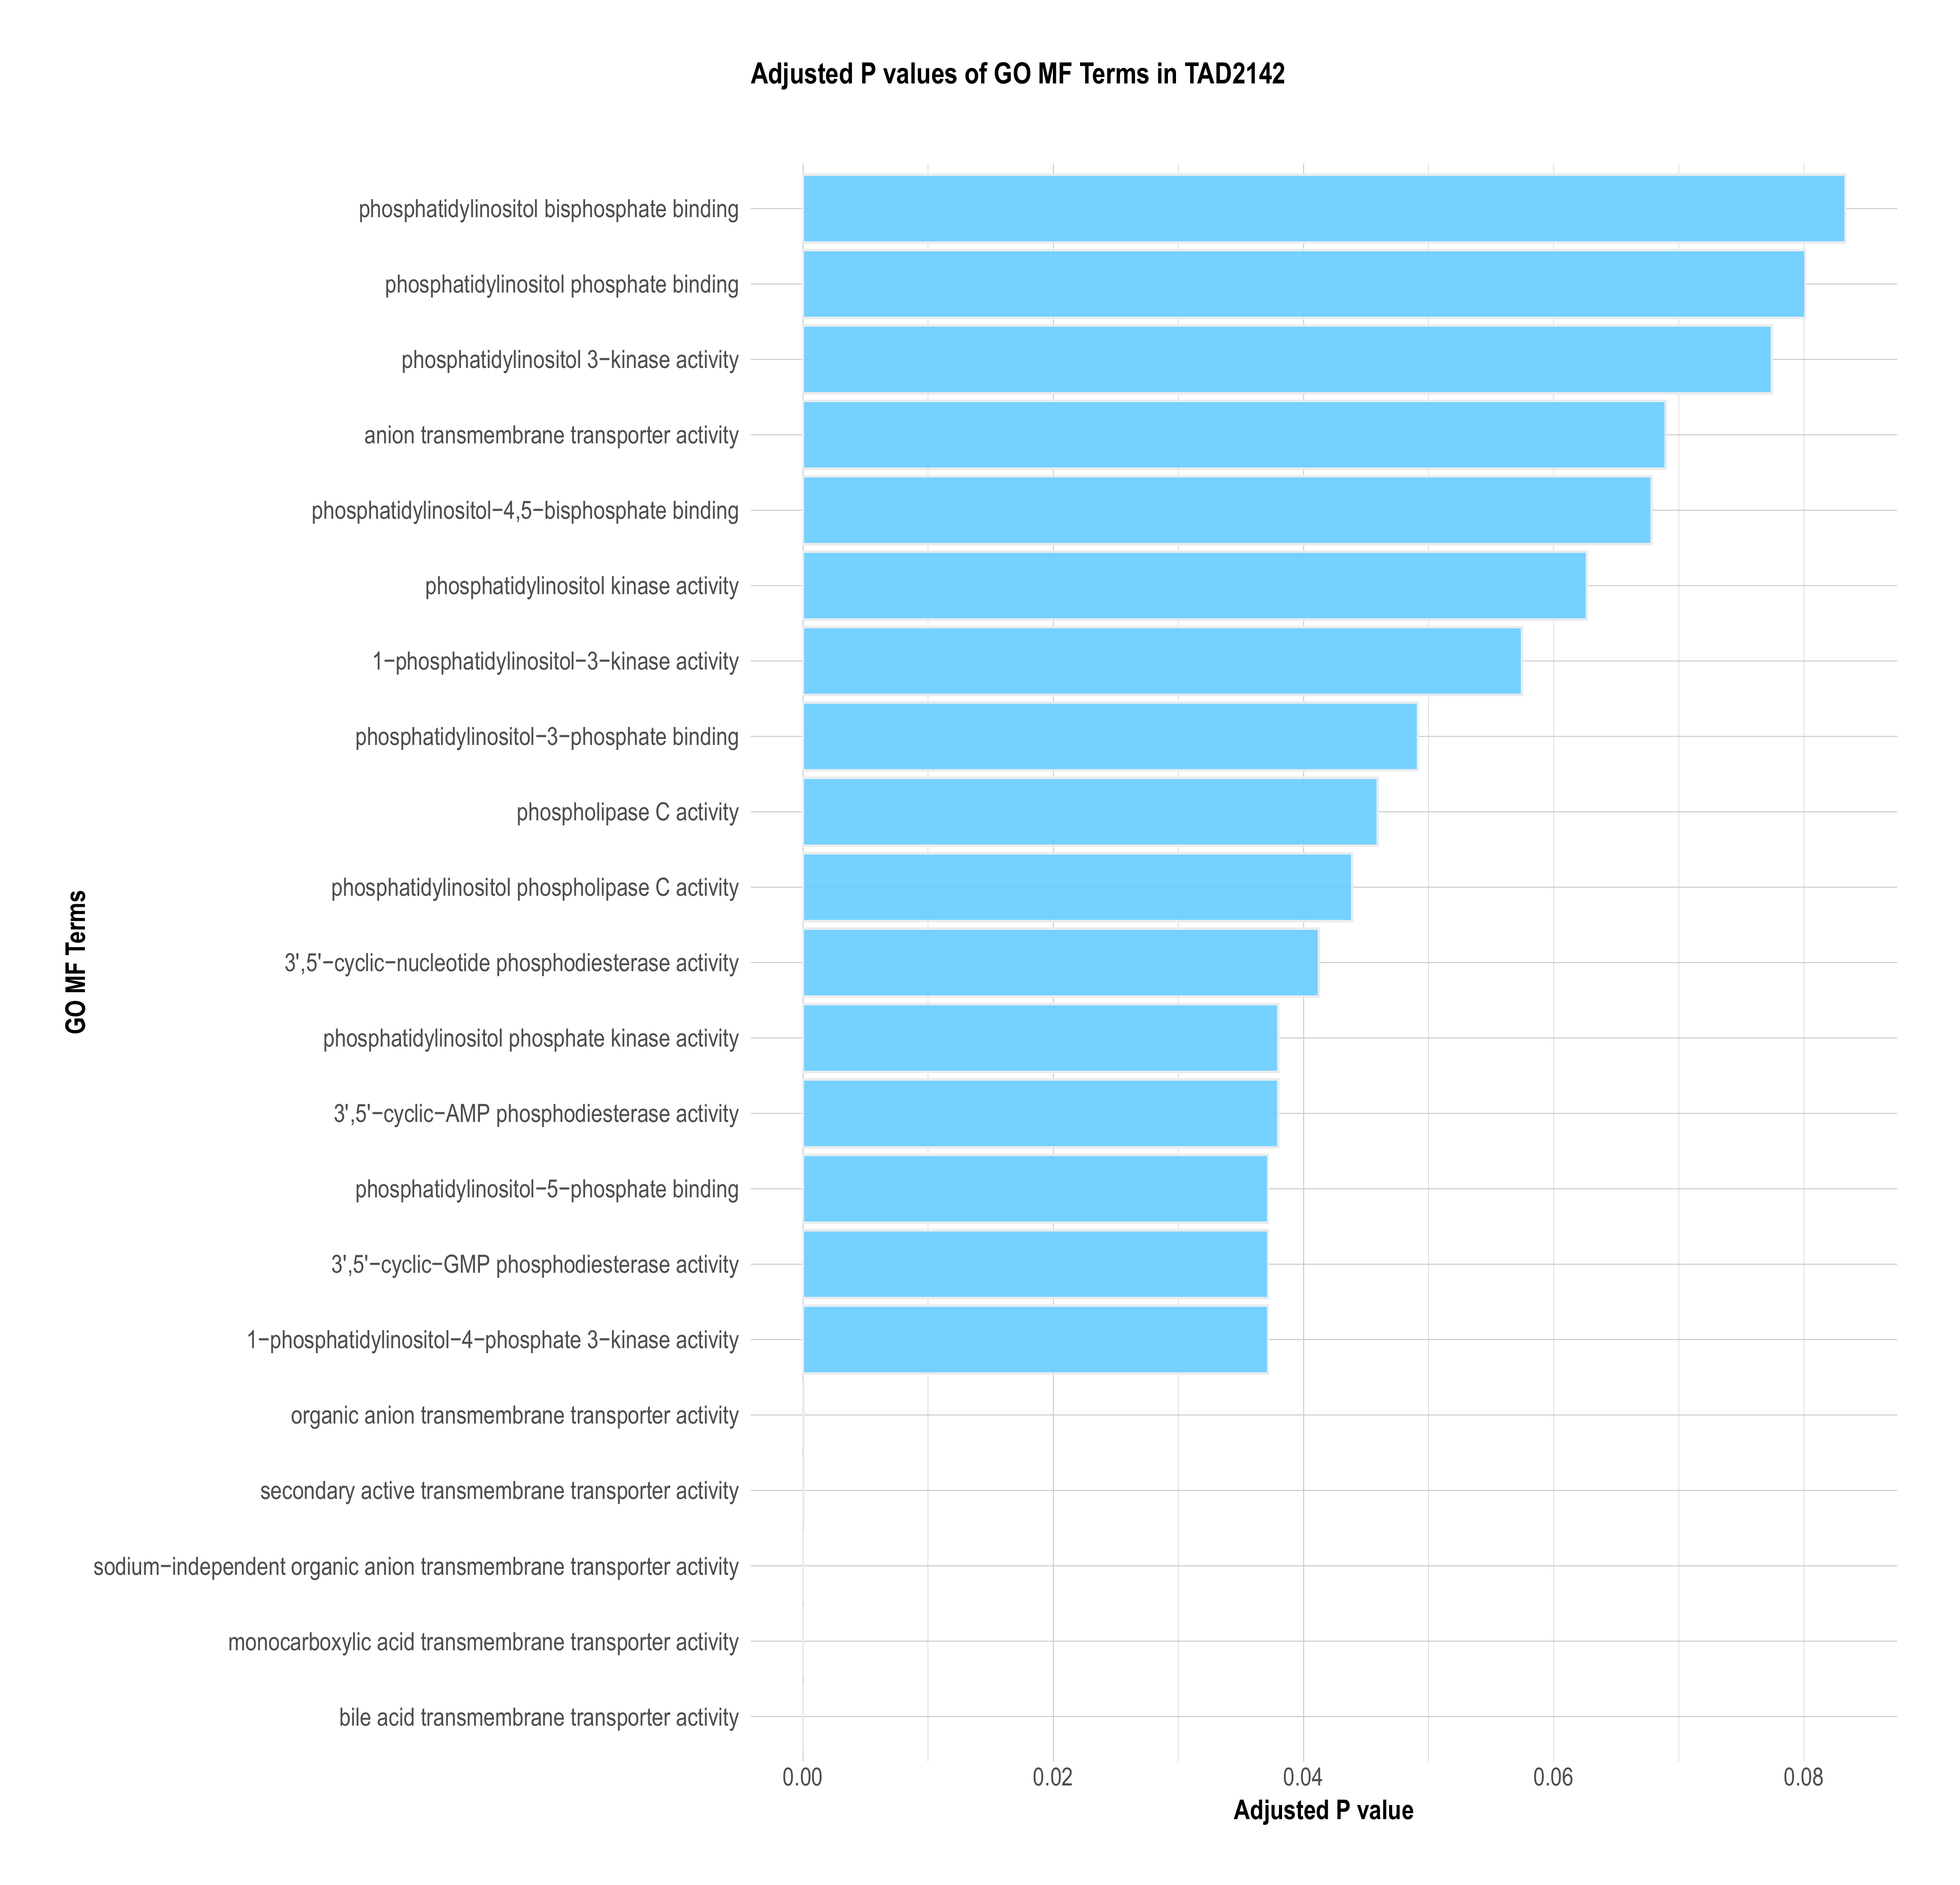 Adjusted P values of GO MF Terms in TAD2142
phosphatidylinositol bisphosphate binding
phosphatidylinositol phosphate binding
phosphatidylinositol 3−kinase activity
anion transmembrane transporter activity
phosphatidylinositol−4,5−bisphosphate binding
phosphatidylinositol kinase activity
1−phosphatidylinositol−3−kinase activity
phosphatidylinositol−3−phosphate binding
phospholipase C activity
phosphatidylinositol phospholipase C activity
3',5'−cyclic−nucleotide phosphodiesterase activity
phosphatidylinositol phosphate kinase activity
3',5'−cyclic−AMP phosphodiesterase activity
phosphatidylinositol−5−phosphate binding
3',5'−cyclic−GMP phosphodiesterase activity
1−phosphatidylinositol−4−phosphate 3−kinase activity
organic anion transmembrane transporter activity
secondary active transmembrane transporter activity
sodium−independent organic anion transmembrane transporter activity
monocarboxylic acid transmembrane transporter activity
bile acid transmembrane transporter activity
GO MF Terms
0.00 0.02 0.04 0.06 0.08
Adjusted P value